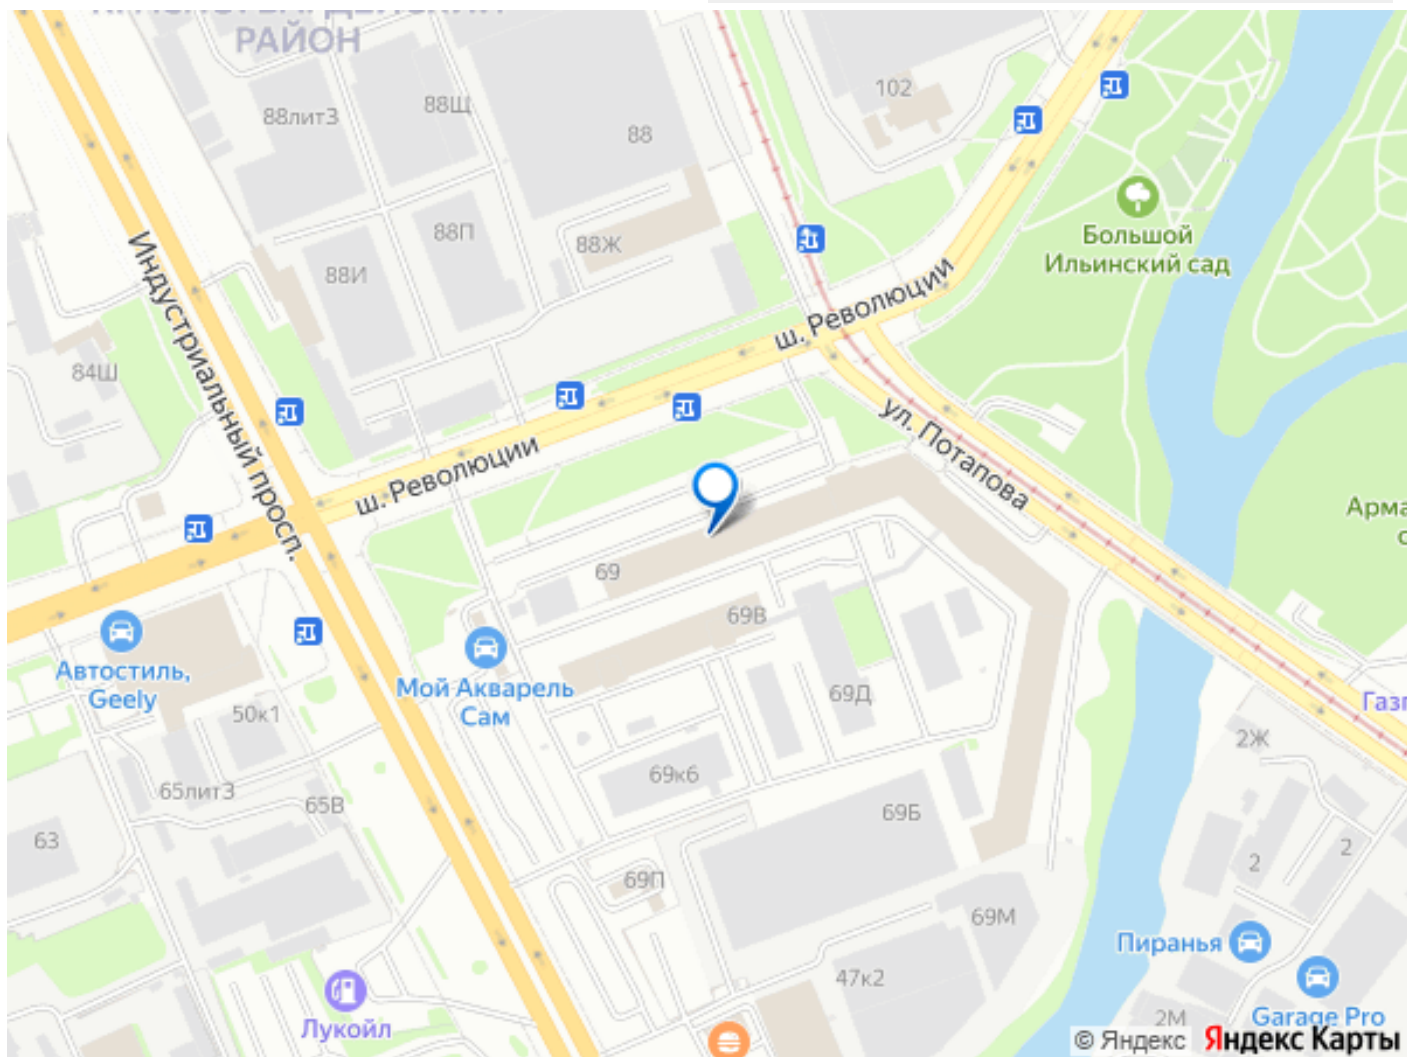 РАЙОН
88лит3
88Щ
88
102
88П
88Ж
88И
84Ш
Индустриальный просп.
ш. Революции
ш. Революции
ул. Потапова
Большой
Ильинский сад
69
69В
69Д
69к6
69Б
69П
69М
47к2
Автостиль,
Geely
Мой Акварель
Сам
50к1
65лит3
65В
63
Лукойл
2Ж
2
2
2М
Пиранья
Garage Pro
© Яндекс Яндекс Карты